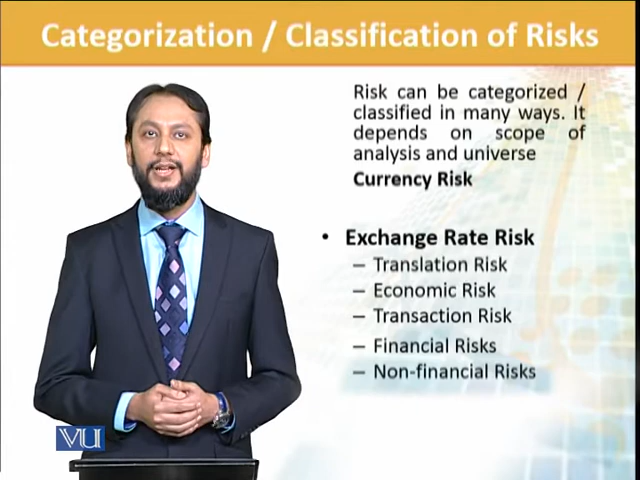 Categorization / Classification of Risks
Risk can be categorized /
classified in many ways. It
depends on scope of
analysis and universe
Currency Risk
• Exchange Rate Risk
– Translation Risk
– Economic Risk
– Transaction Risk
– Financial Risks
– Non-financial Risks
VU